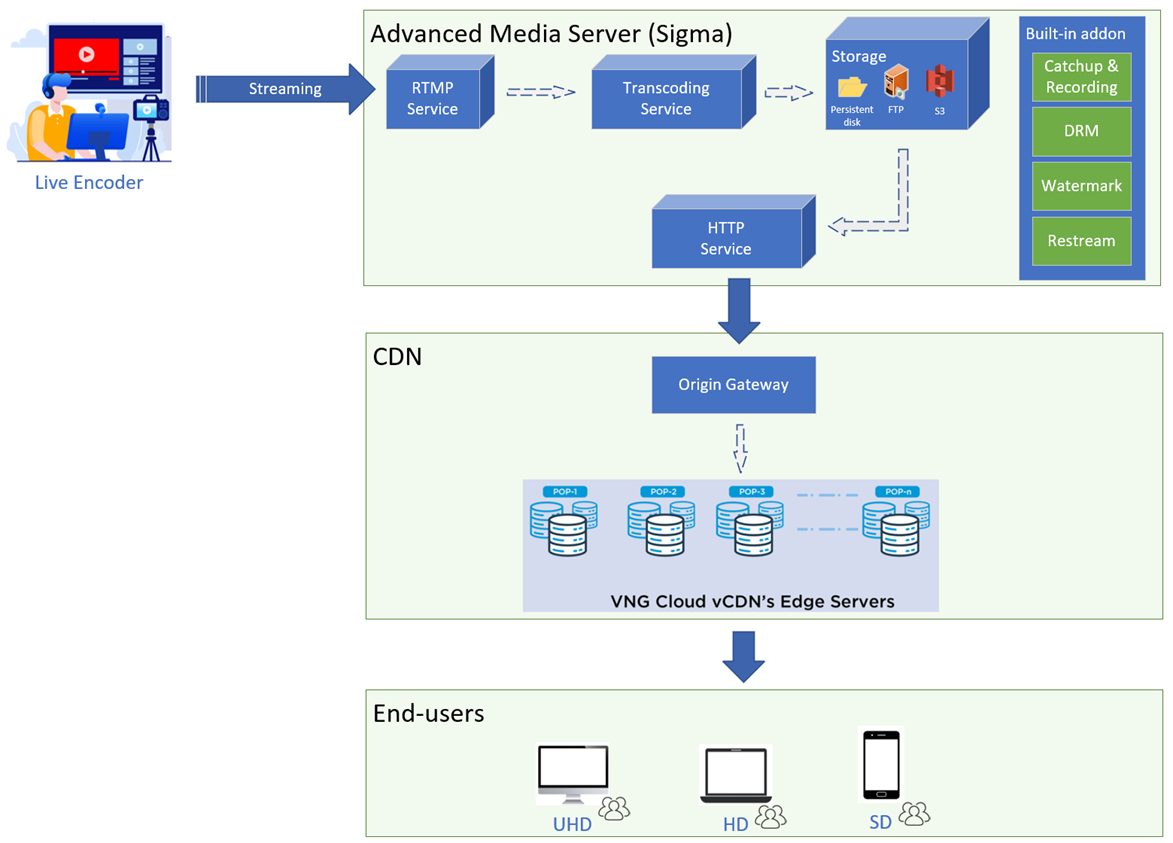 Advanced Media Server (Sigma)
Built-in addon
Streaming
RTMP
Service
Transcoding
Service
Storage
Persistent
disk
FTP
S3
Catchup &
Recording
DRM
Watermark
Restream
Live Encoder
HTTP
Service
CDN
Origin Gateway
POP-1
POP-2
POP-3
POP-n
VNG Cloud vCDN's Edge Servers
End-users
UHD
HD
SD